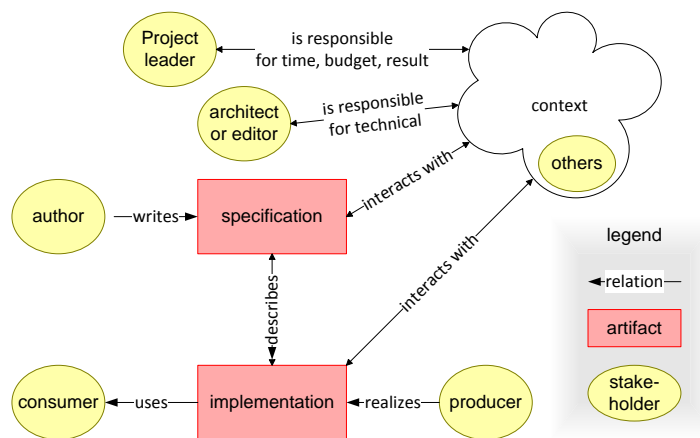 Project
leader
is responsible
for time, budget, result
architect
or editor
is responsible
for technical
context
others
interacts with
author
writes
specification
interacts with
describes
legend
relation
artifact
stake-
holder
consumer
uses
implementation
realizes
producer